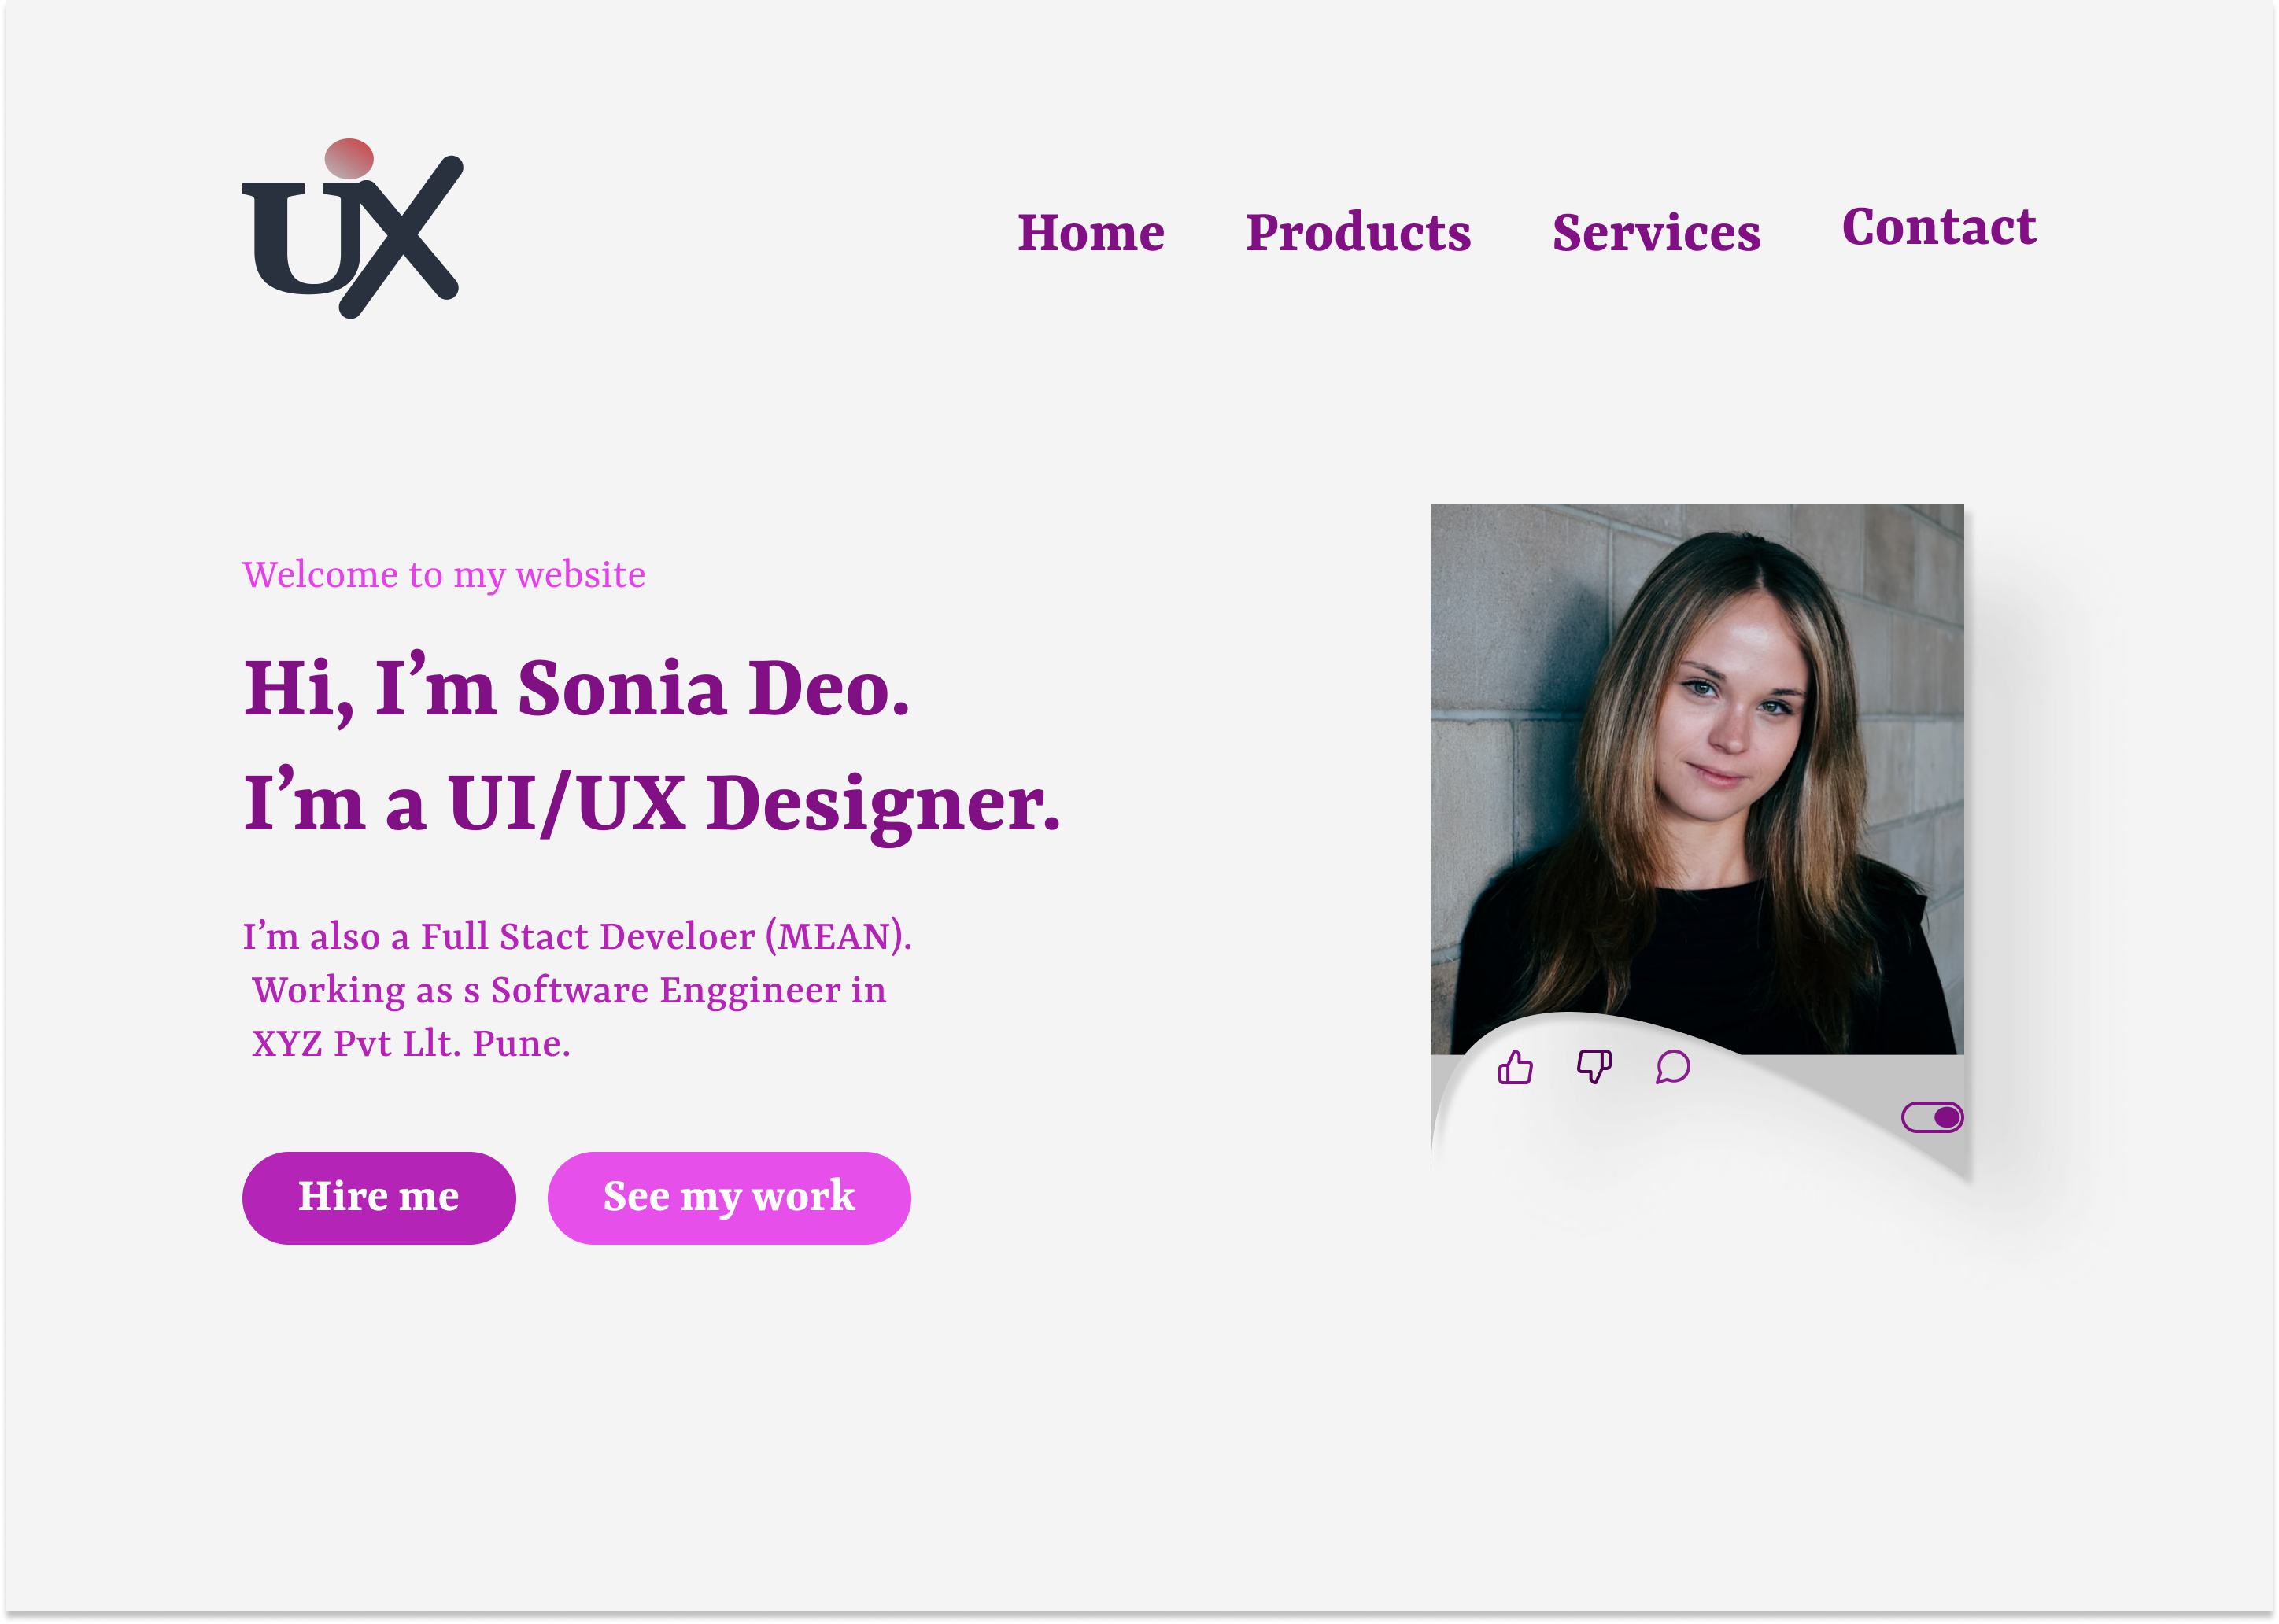 UX
Home Products Services Contact
Welcome to my website
Hi, I’m Sonia Deo.
I’m a UI/UX Designer.
I’m also a Full Stact Develoer (MEAN).
Working as s Software Enggineer in
XYZ Pvt Llt. Pune.
Hire me See my work